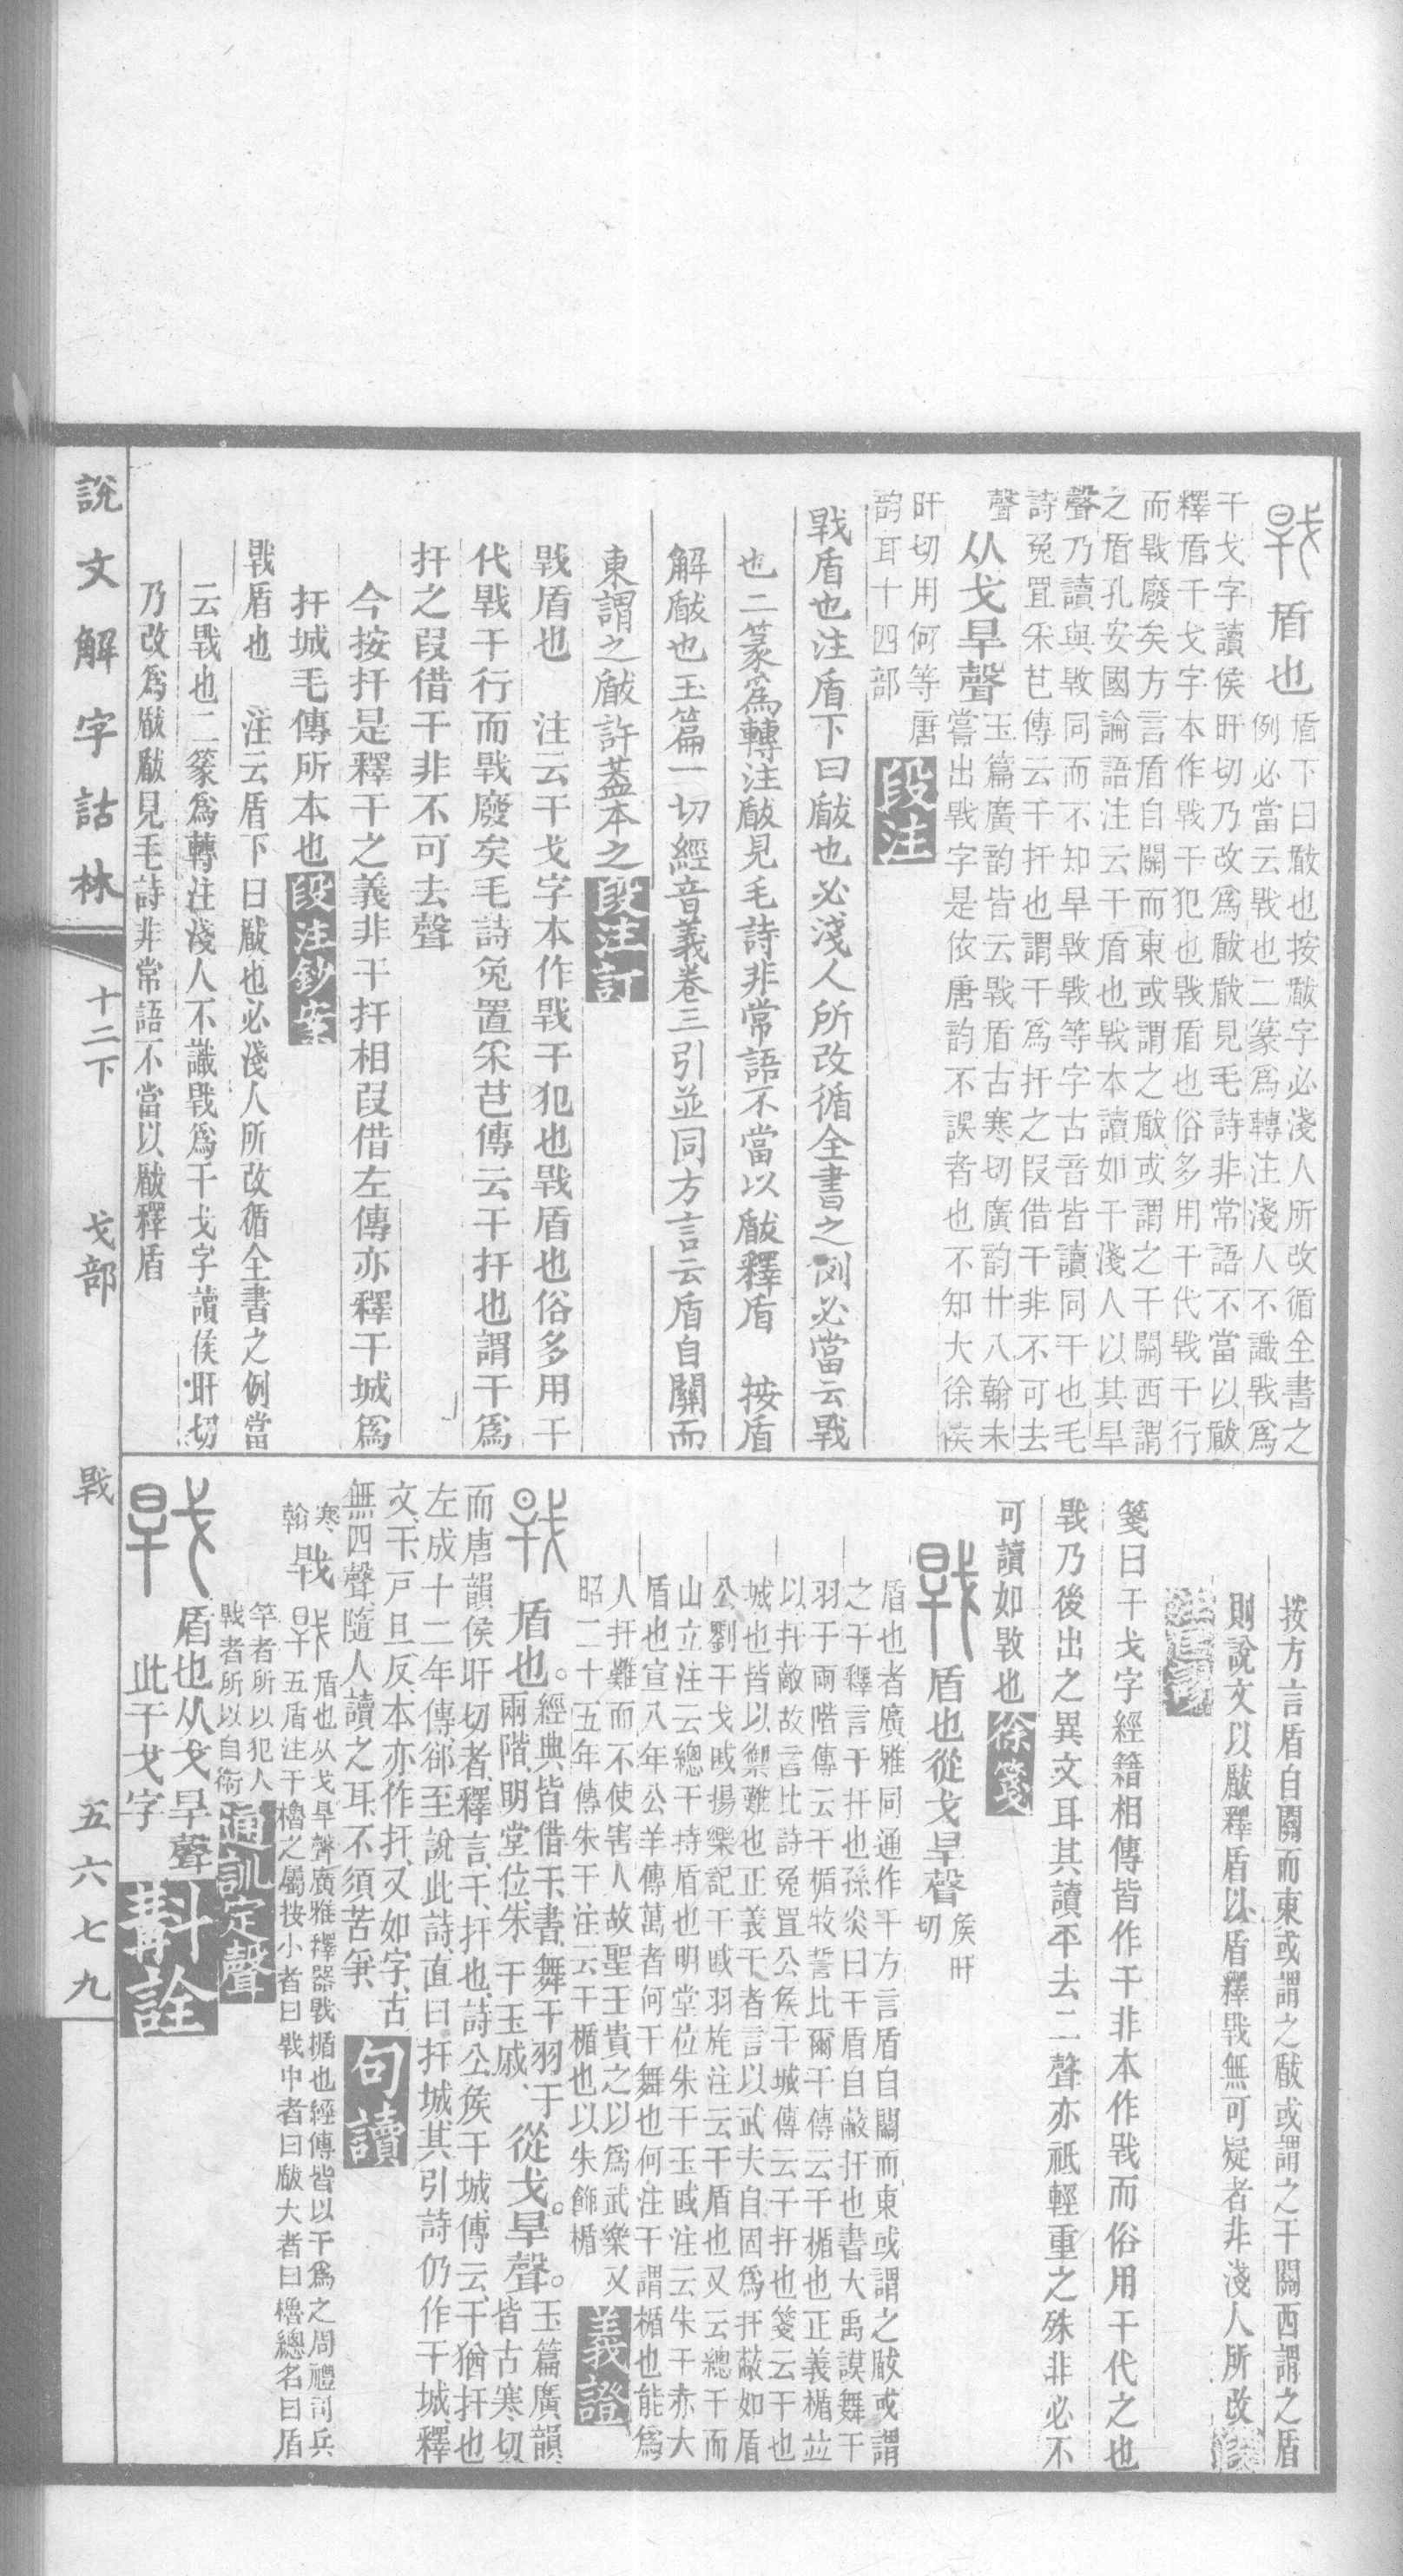 盾也
盾下曰瞂也按瞂字必淺人所改循全書之
例必當云戰也二篆爲轉注淺人不識戰爲
干戈字讀侯旰切乃改爲瞂瞂見毛詩非常語不當以瞂
釋盾干戈字本作戰干犯也戰盾也俗多用干代戰干行
而戰廢矣方言盾自關而東或謂之瞂或謂之干關西謂
之盾孔安國論語注云干盾也戰本讀如干淺人以其旱
聲乃讀與㪋同而不知旱㪋戰等字古音皆讀同干也毛
詩兔罝采芑傳云干扞也謂干爲扞之叚借干非不可去
聲
从戈旱聲
玉篇廣韵皆云戰盾古寒切廣韵廿八翰未
嘗出戰字是依唐韵不誤者也不知大徐侯
旰切用何等唐
韵耳十四部
段注
戰盾也注盾下曰瞂也必淺人所改循全書之例必當云戰
也二篆爲轉注瞂見毛詩非常語不當以瞂釋盾 按盾
解瞂也玉篇一切經音義卷三引並同方言云盾自關而
東謂之瞂許葢本之
段注訂
戰盾也 注云干戈字本作戰干犯也戰盾也俗多用干
代戰干行而戰廢矣毛詩兔罝采芑傳云干扞也謂干爲
扞之叚借干非不可去聲
今按扞是釋干之義非干扞相叚借左傳亦釋干城爲
扞城毛傳所本也
段注鈔案
戰盾也 注云盾下曰瞂也必淺人所改循全書之例當
云戰也二篆爲轉注淺人不識戰爲干戈字讀侯旰切
乃改爲瞂瞂見毛詩非常語不當以瞂釋盾
按方言盾自關而東或謂之瞂或謂之干關西謂之盾
則說文以瞂釋盾以盾釋戰無可疑者非淺人所改
段注匡謬
箋曰干戈字經籍相傳皆作干非本作戰而俗用干代之也
戰乃後出之異文耳其讀平去二聲亦祗輕重之殊非必不
可讀如㪋也
徐箋
盾也從戈旱聲
侯旰
切
盾也者廣雅同通作干方言盾自關而東或謂之瞂或謂
之干釋言干扞也孫炎曰干盾自蔽扞也書大禹謨舞干
羽于兩階傳云干楯牧誓比爾干傳云干楯也正義楯竝
以扞敵故言比詩兔罝公侯干城傳云干扞也箋云干也
城也皆以禦難也正義干者言以武夫自固爲扞蔽如盾
公劉干戈戚揚樂記干戚羽旄注云干盾也又云總干而
山立注云總干持盾也明堂位朱干玉戚注云朱干赤大
盾也宣八年公羊傳萬者何干舞也何注干謂楯也能爲
人扞難而不使害人故聖王貴之以爲武樂又
昭二十五年傳朱干注云干楯也以朱飾楯
義證
盾也。
經典皆借干、書、舞干羽于
兩階、明堂位、朱干玉戚、
從戈。旱聲。
玉篇廣韻
皆古寒切
而唐韻侯旰切者、釋言、干、扞也、詩公侯干城、傳云、干猶扞也
左成十二年傳、郤至說此詩、直曰扞城、其引詩仍作干城、釋
文、干、戸旦反、本亦作扞、又如字、古
無四聲、隨人讀之耳、不須苦爭、
句讀
寒
翰
戰
盾也从戈旱聲廣雅釋器戰楯也經傳皆以干爲之周禮司兵
五盾注干櫓之屬按小者曰戰中者曰瞂大者曰櫓總名曰盾
竿者所以犯人
戰者所以自衞
通訓定聲
盾也从戈旱聲
此干戈字
斠詮
說文解字詁林
十二下
戈部
戰
五六七九